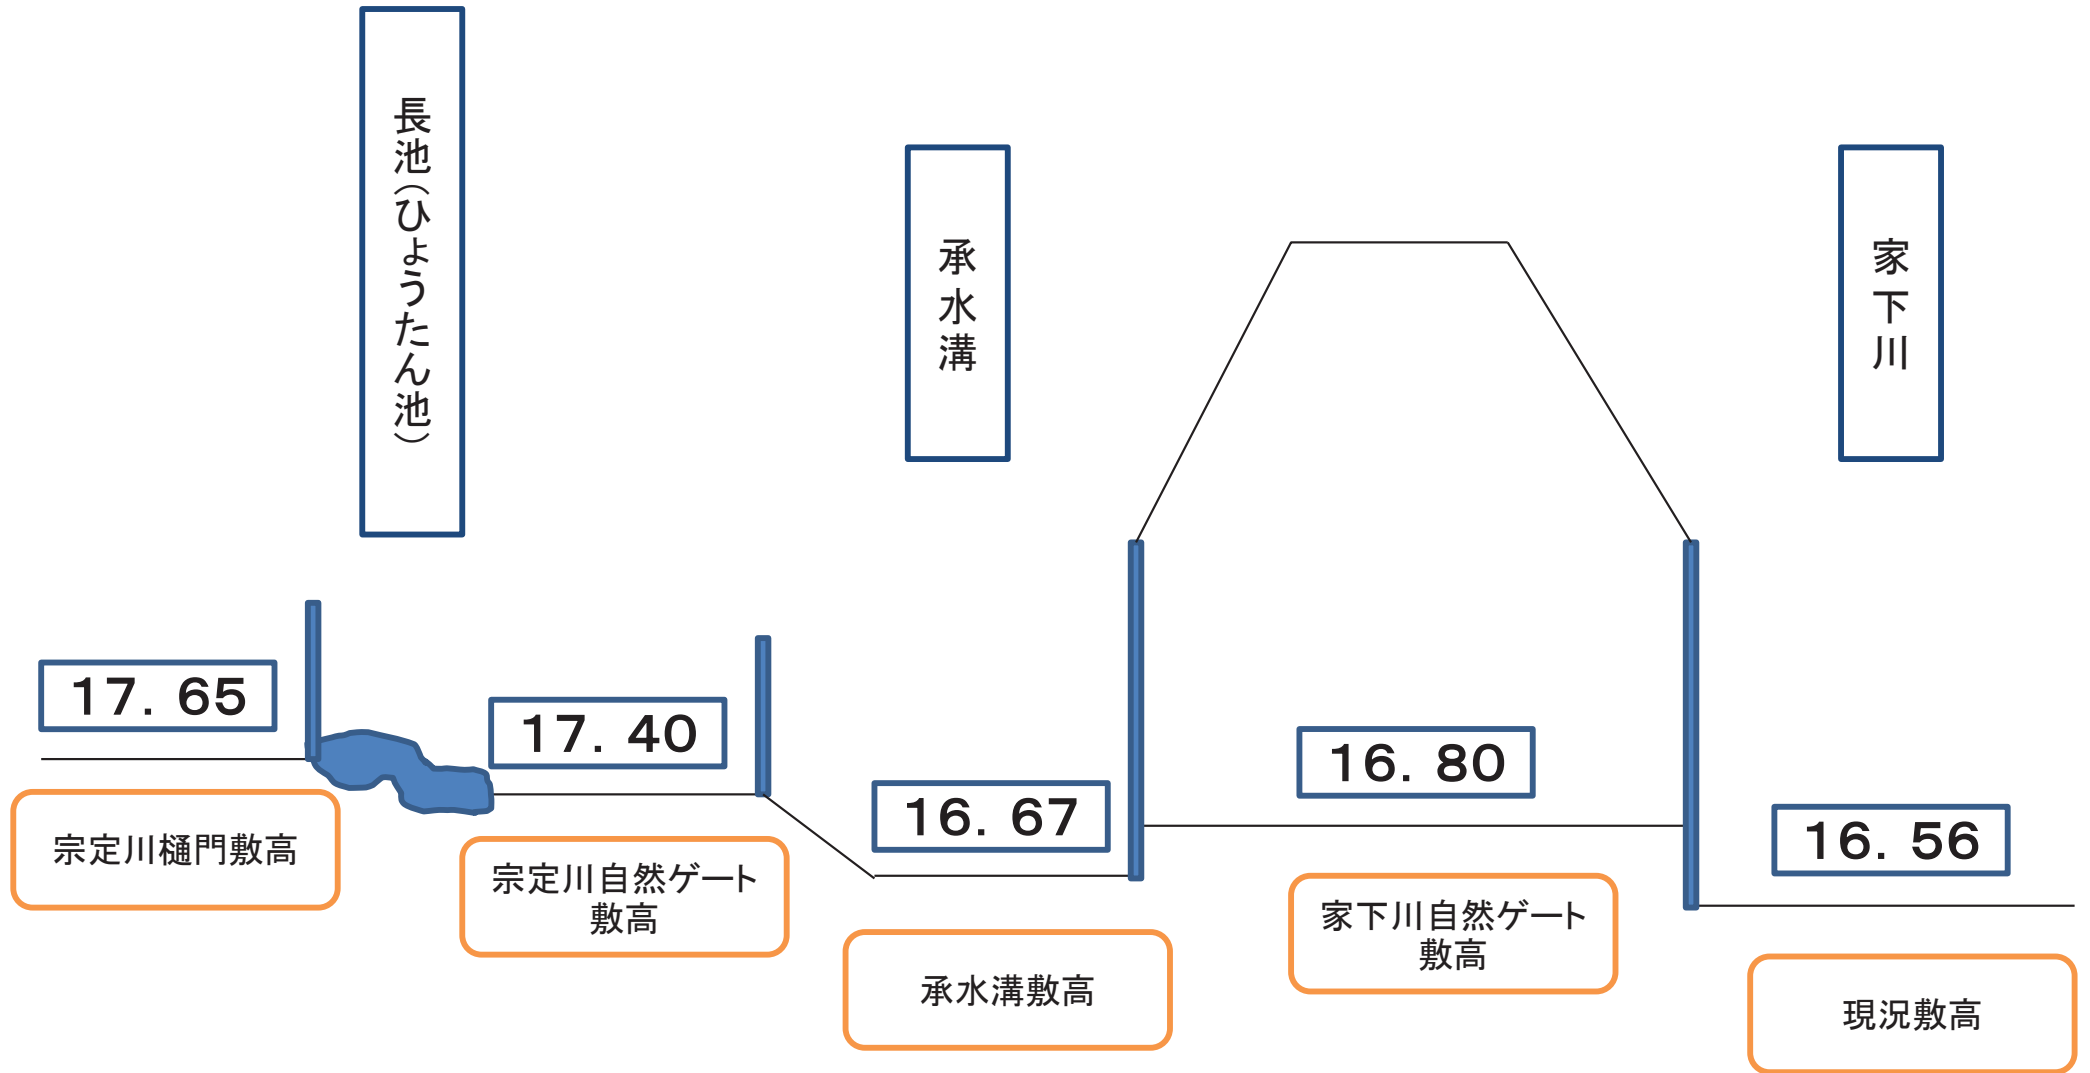 長池(ひょうたん池)
承水溝
家下川
17．65
17．40
16．67
16．80
16．56
宗定川樋門敷高
宗定川自然ゲート
敷高
承水溝敷高
家下川自然ゲート
敷高
現況敷高